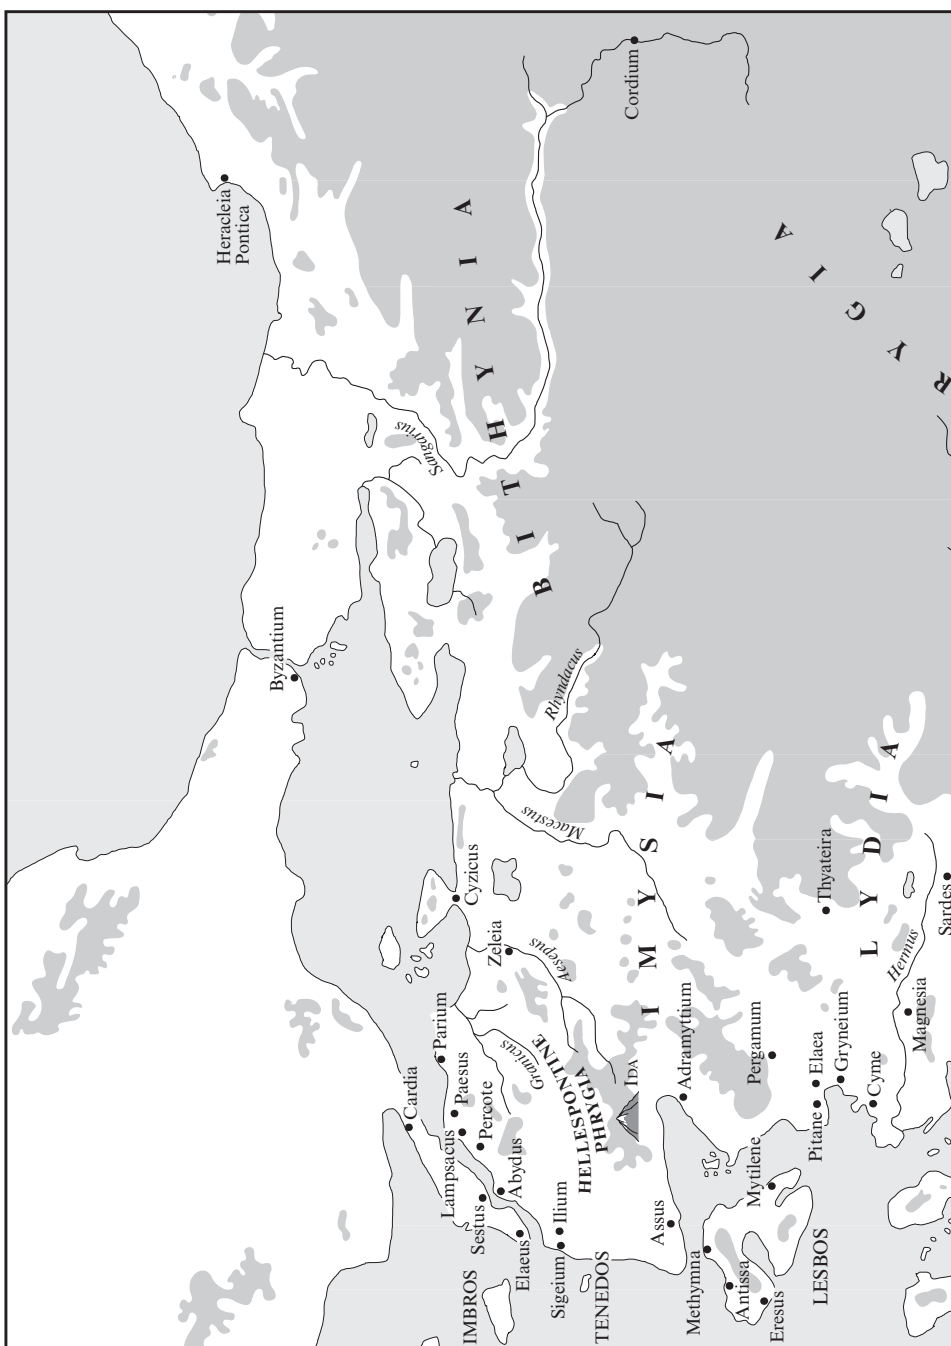 Cordium
Heracleia
Pontica
BITHYNIA
RYGIA
Sangarius
Byzantium
Rhyndacus
Macestus
Cyzicus
Zeleia
Aesepus
Granicus
Parium
Paesus
Percote
Cardia
Lampsacus
Abydus
Sestus
Elaeus
Ilium
Sigeium
IMBROS
TENEDOS
HELLESPONTINE
PHRYGIA
IDA
I MYSIA
LYDIA
Thyateira
Hermus
Sardes
Magnesia
Adramyttium
Pergamum
Elaea
Gryneium
Pitane
Cyme
Assus
Mytilene
Methymna
Antissa
Eresus
LESBOS